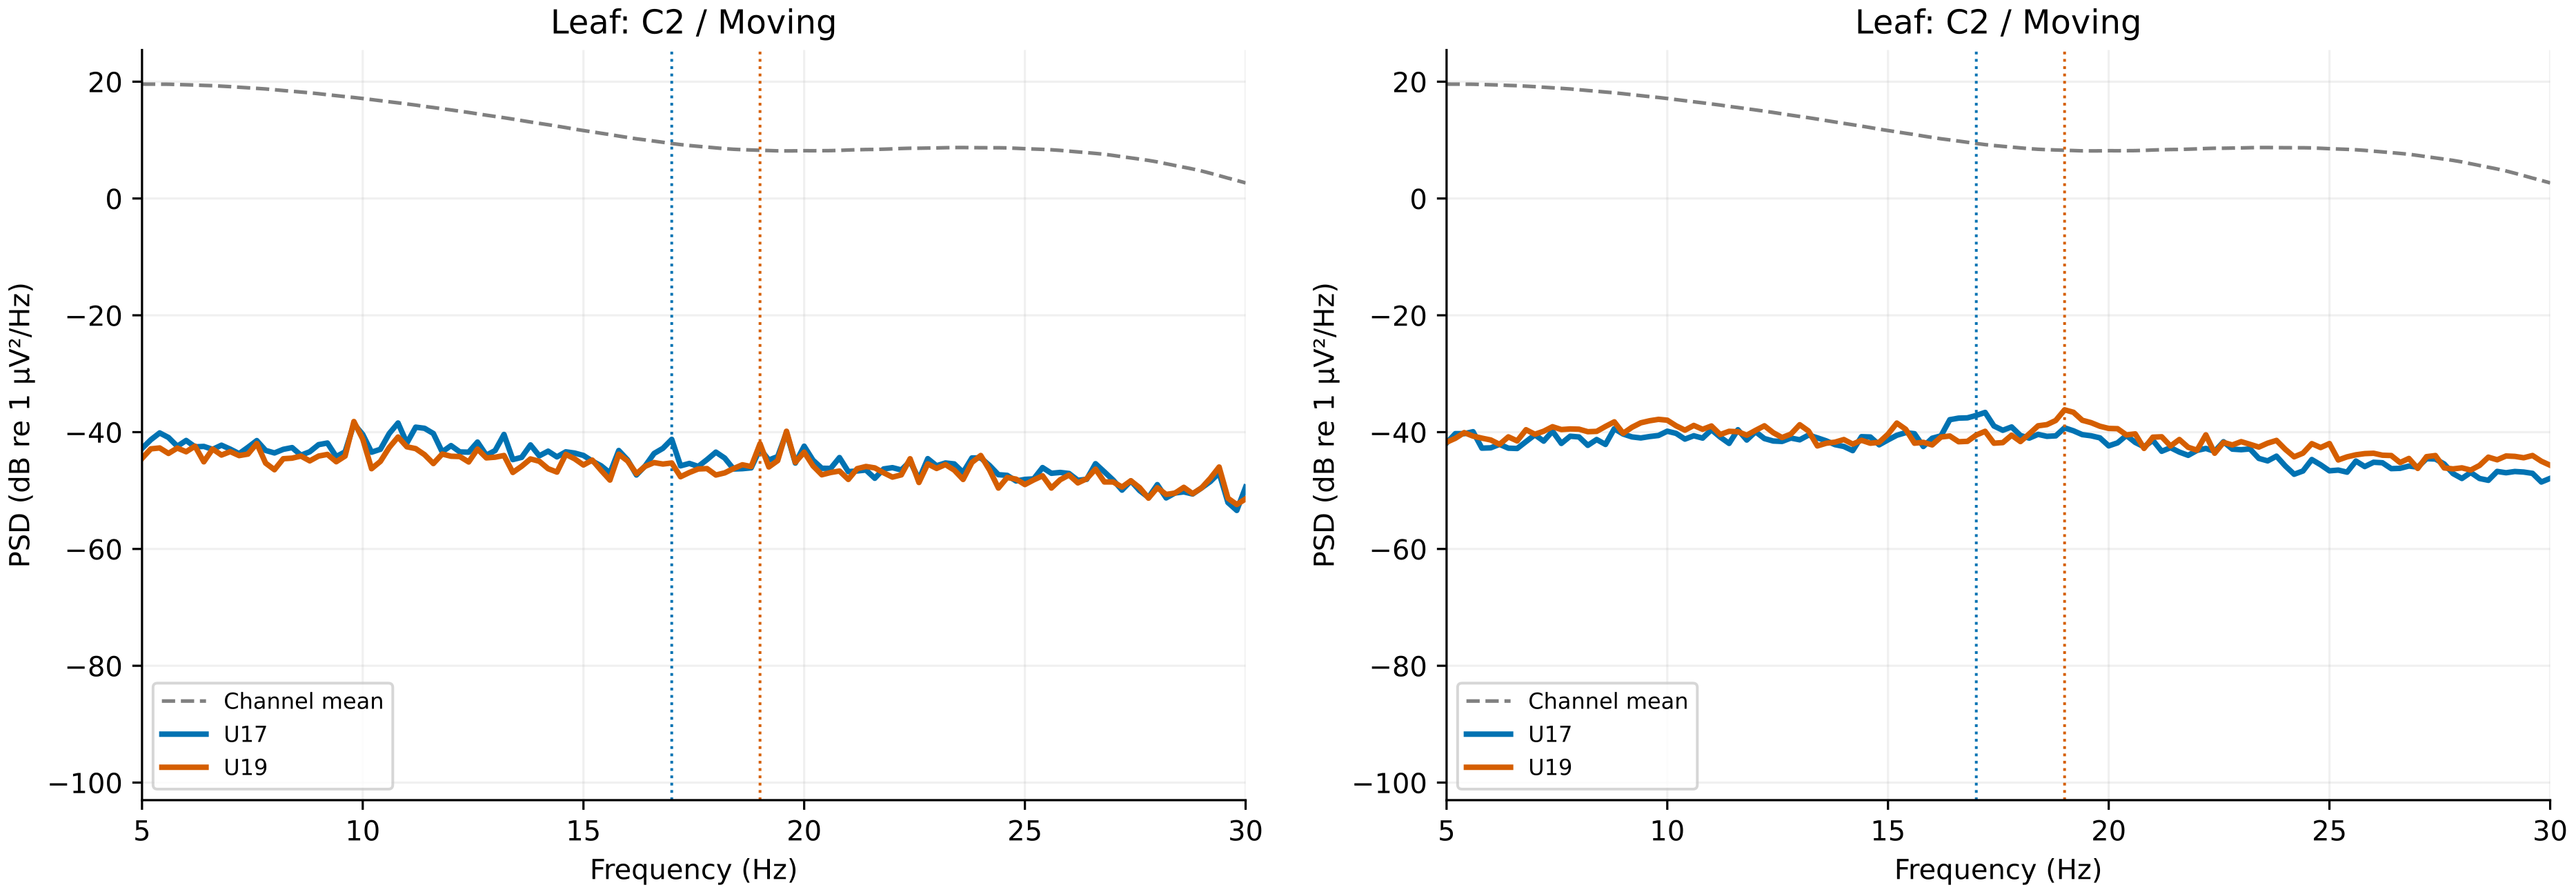 Leaf: C2 / Moving
PSD (dB re 1 µV²/Hz)
20
0
−20
−40
−60
−80
−100
Channel mean
U17
U19
5
10
15
20
25
30
Frequency (Hz)
Leaf: C2 / Moving
PSD (dB re 1 µV²/Hz)
20
0
−20
−40
−60
−80
−100
Channel mean
U17
U19
5
10
15
20
25
30
Frequency (Hz)